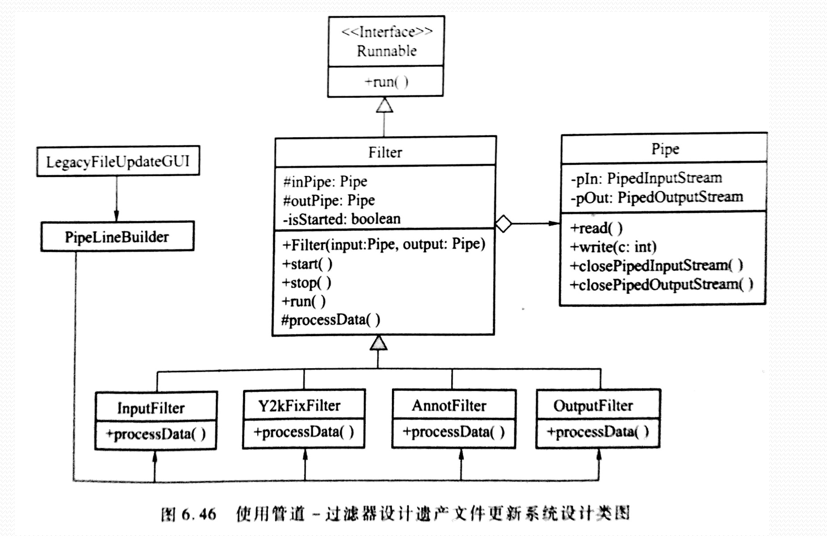 <<Interface>>
Runnable
+run( )
LegacyFileUpdateGUI
PipeLineBuilder
Filter
#inPipe: Pipe
#outPipe: Pipe
-isStarted: boolean
+Filter(input:Pipe, output: Pipe)
+start( )
+stop( )
+run( )
#processData( )
Pipe
-pIn: PipedInputStream
-pOut: PipedOutputStream
+read( )
+write(c: int)
+closePipedInputStream( )
+closePipedOutputStream( )
InputFilter
+processData( )
Y2kFixFilter
+processData( )
AnnotFilter
+processData( )
OutputFilter
+processData( )
图 6.46 使用管道-过滤器设计遗产文件更新系统设计类图